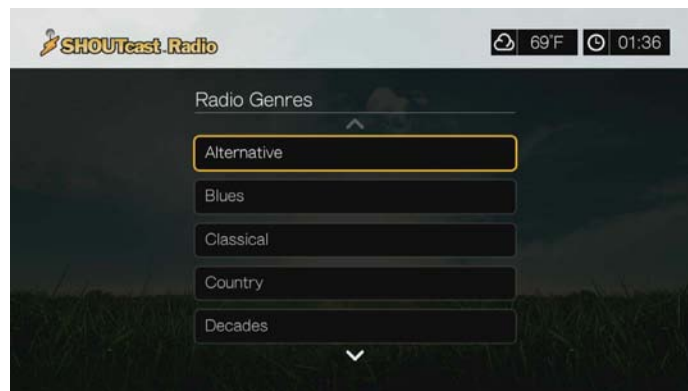 SHOUTcast Radio
69°F
01:36
Radio Genres
Alternative
Blues
Classical
Country
Decades